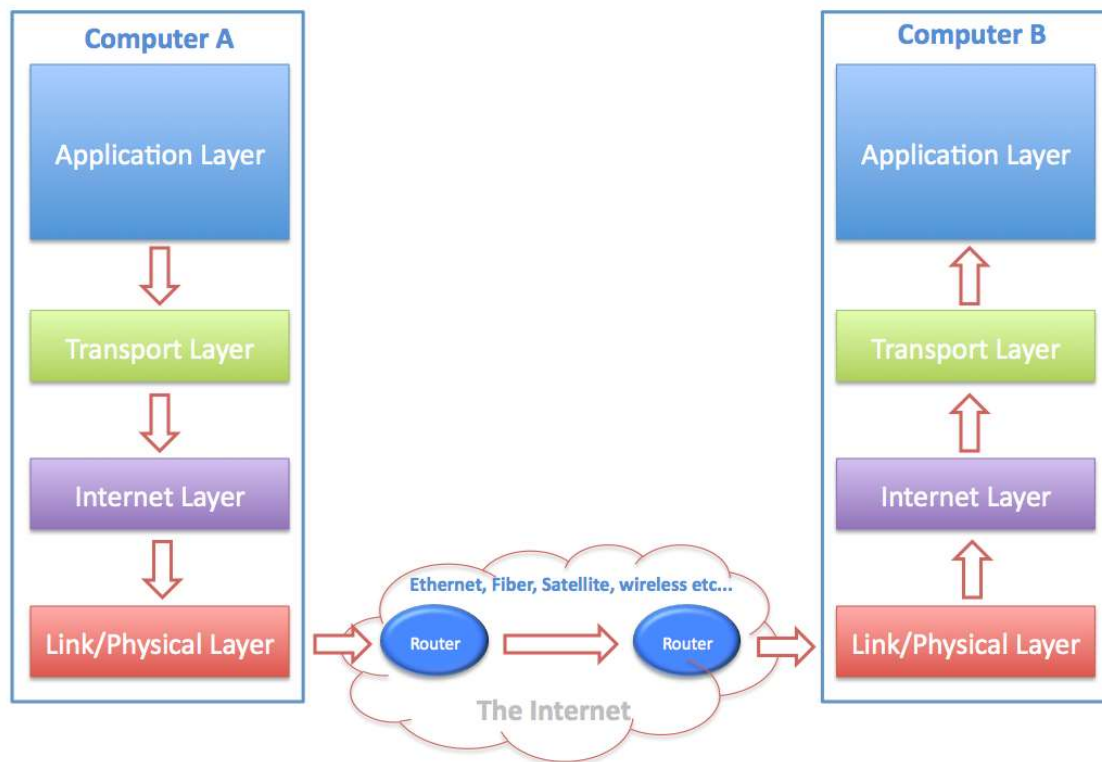 Computer A
Application Layer
Transport Layer
Internet Layer
Link/Physical Layer
Ethernet, Fiber, Satellite, wireless etc...
Router
Router
The Internet
Computer B
Application Layer
Transport Layer
Internet Layer
Link/Physical Layer